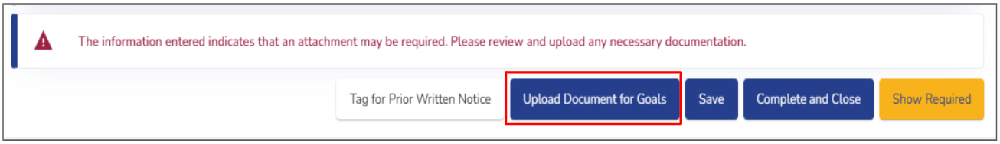 The information entered indicates that an attachment may be required. Please review and upload any necessary documentation.
Tag for Prior Written Notice Upload Document for Goals Save Complete and Close Show Required